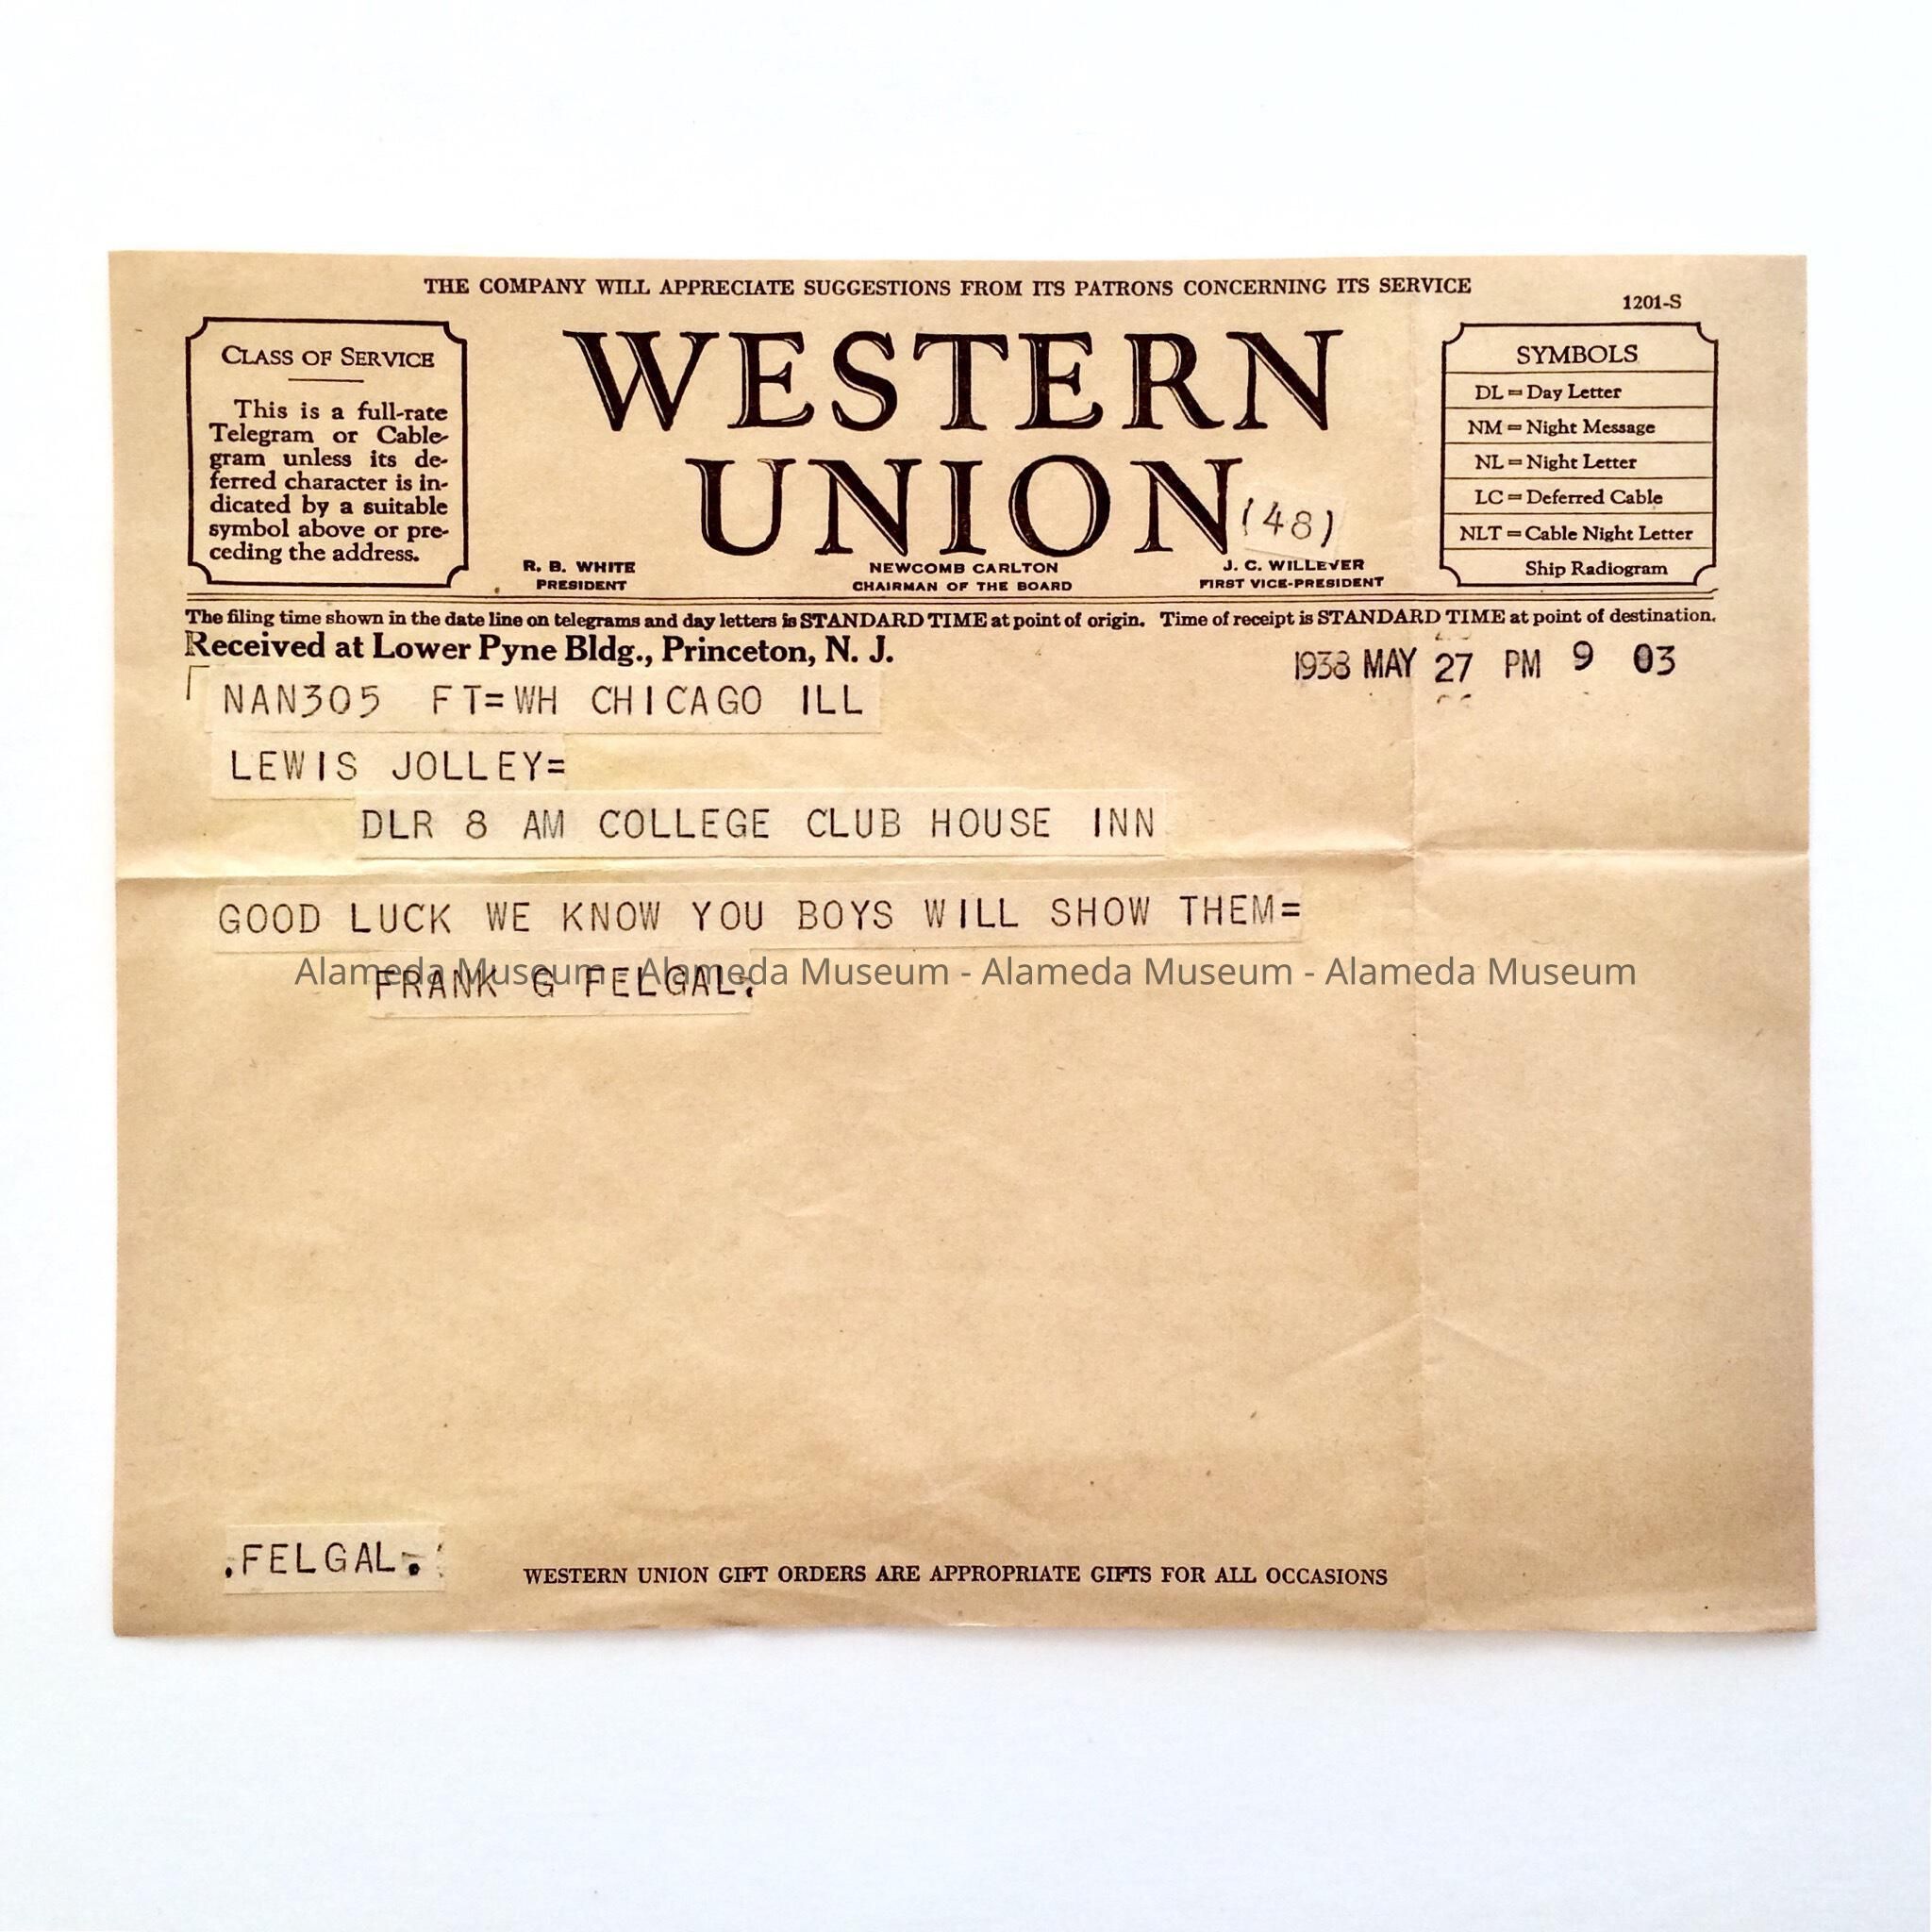 THE COMPANY WILL APPRECIATE SUGGESTIONS FROM ITS PATRONS CONCERNING ITS SERVICE
1201-S
CLASS OF SERVICE
This is a full-rate
Telegram or Cable-
gram unless its de-
ferred character is in-
dicated by a suitable
symbol above or pre-
ceding the address.
WESTERN
UNION
(48)
R. B. WHITE
PRESIDENT
NEWCOMB CARLTON
CHAIRMAN OF THE BOARD
J. C. WILLEVER
FIRST VICE-PRESIDENT
SYMBOLS
DL = Day Letter
NM = Night Message
NL = Night Letter
LC = Deferred Cable
NLT = Cable Night Letter
Ship Radiogram
The filing time shown in the date line on telegrams and day letters is STANDARD TIME at point of origin. Time of receipt is STANDARD TIME at point of destination.
Received at Lower Pyne Bldg., Princeton, N. J.
1938 MAY 27 PM 9 03
NAN305 FT=WH CHICAGO ILL
LEWIS JOLLEY=
DLR 8 AM COLLEGE CLUB HOUSE INN
GOOD LUCK WE KNOW YOU BOYS WILL SHOW THEM=
FRANK G FELGAL.
Alameda Museum - Alameda Museum - Alameda Museum - Alameda Museum
.FELGAL.
WESTERN UNION GIFT ORDERS ARE APPROPRIATE GIFTS FOR ALL OCCASIONS